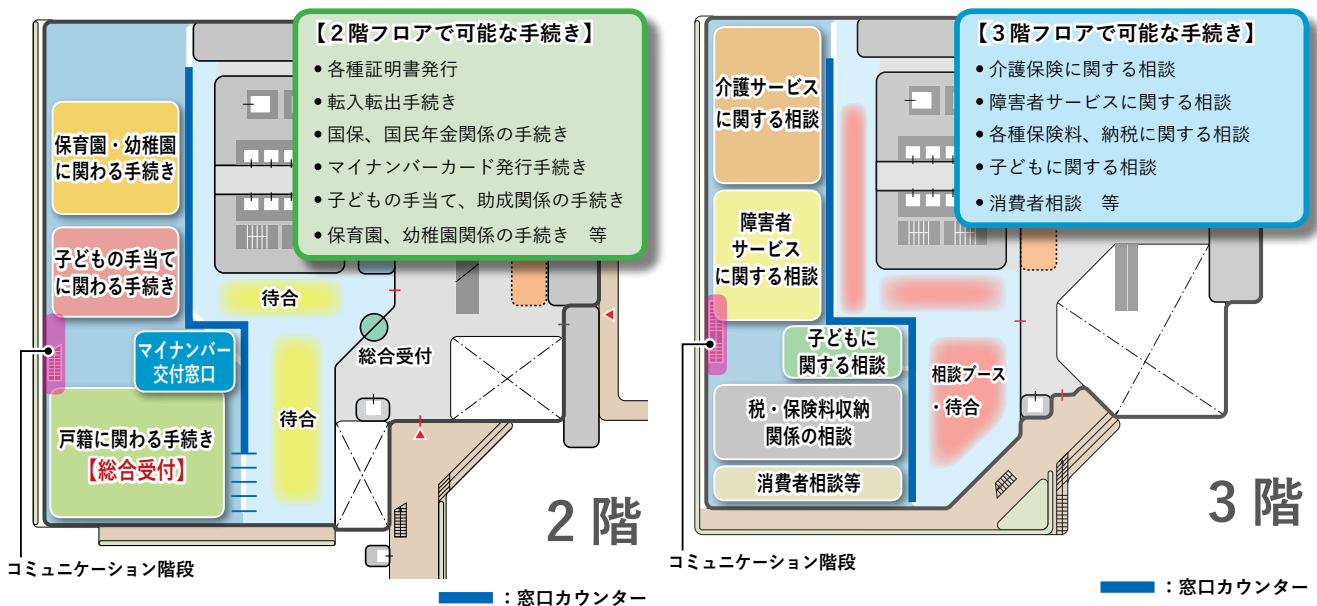 【2階フロアで可能な手続き】
• 各種証明書発行
• 転入転出手続き
• 国保、国民年金関係の手続き
• マイナンバーカード発行手続き
• 子どもの手当て、助成関係の手続き
• 保育園、幼稚園関係の手続き　等
保育園・幼稚園
に関わる手続き
子どもの手当て
に関わる手続き
待合
総合受付
マイナンバー
交付窓口
待合
戸籍に関わる手続き
【総合受付】
2階
コミュニケーション階段
：窓口カウンター
【3階フロアで可能な手続き】
• 介護保険に関する相談
• 障害者サービスに関する相談
• 各種保険料、納税に関する相談
• 子どもに関する相談
• 消費者相談　等
介護サービス
に関する相談
障害者
サービス
に関する相談
子どもに
関する相談
相談ブース
・待合
税・保険料収納
関係の相談
消費者相談等
3階
コミュニケーション階段
：窓口カウンター